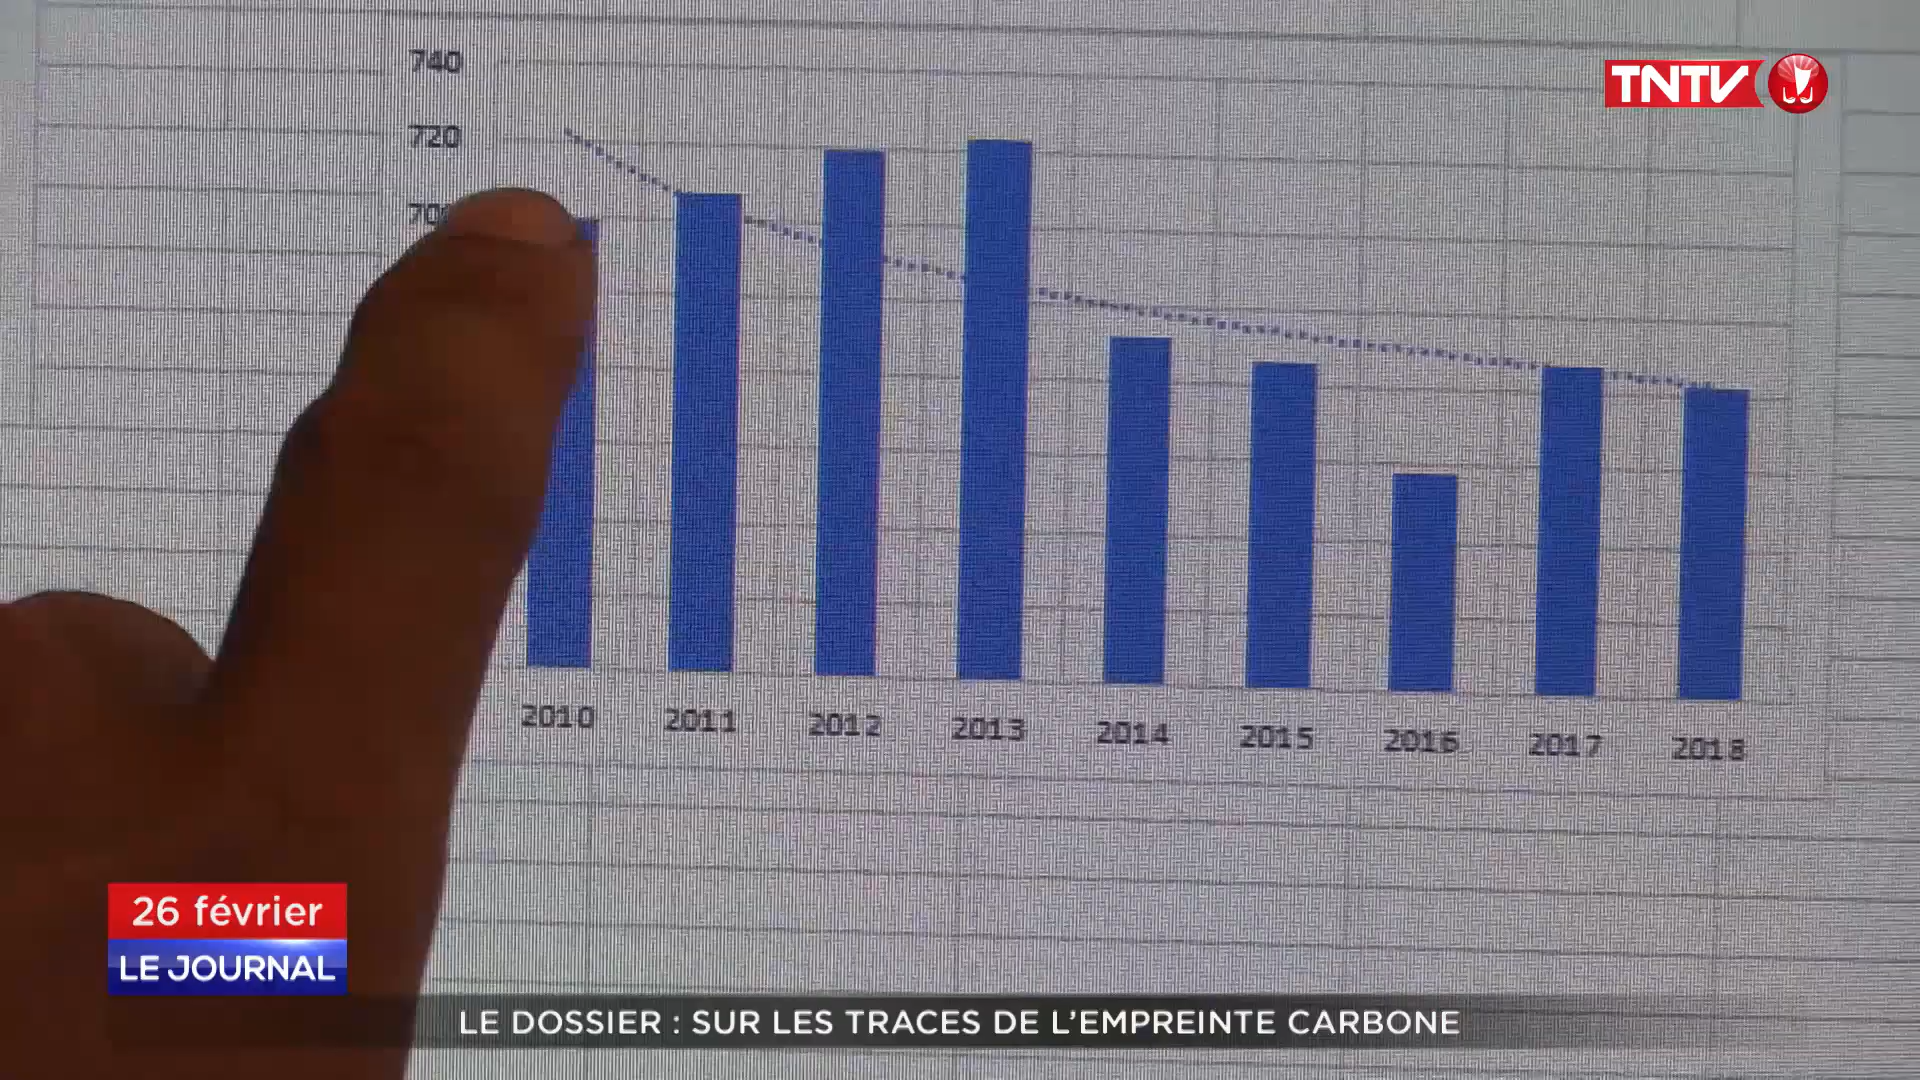 740
TNTV
720
2010
2011
2012
2013
2014
2015
2016
2017
2018
26 février
LE JOURNAL
LE DOSSIER : SUR LES TRACES DE L'EMPREINTE CARBONE